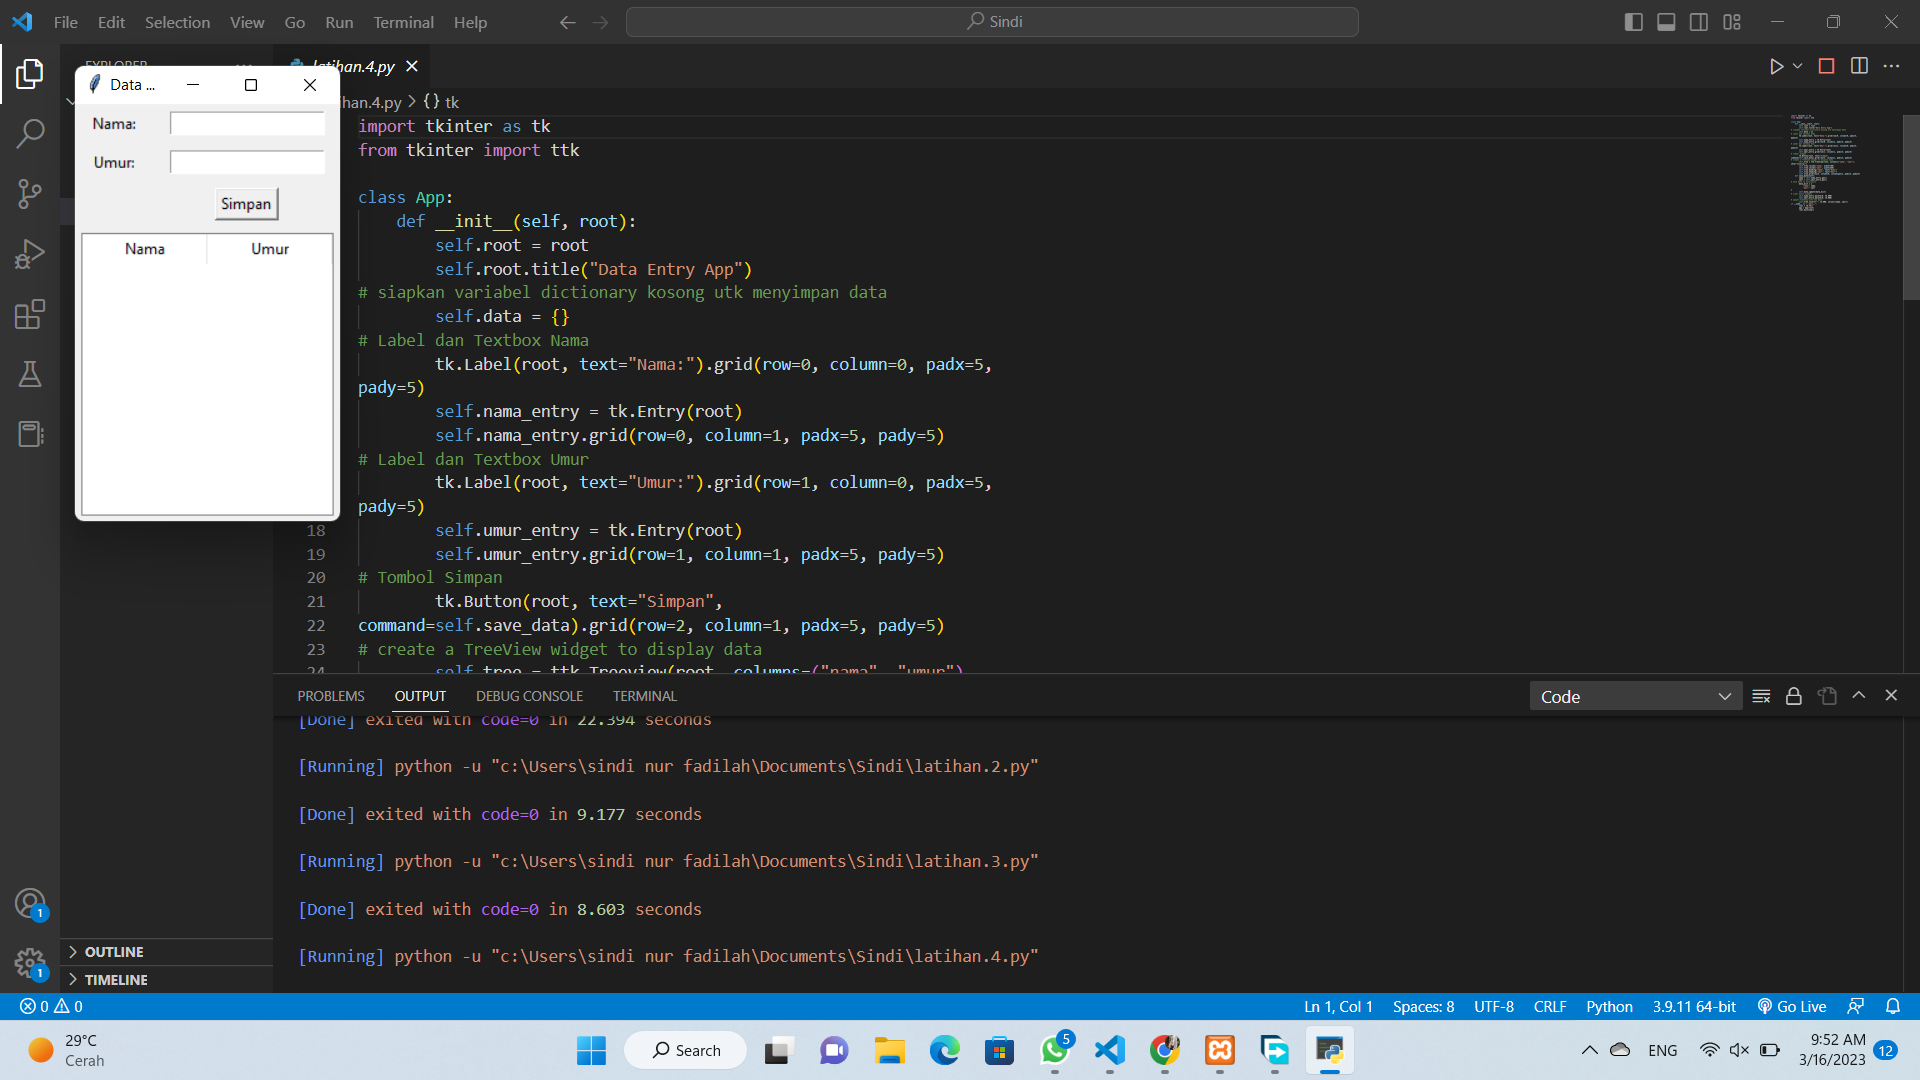 File Edit Selection View Go Run Terminal Help
Sindi
EXPLORER
latihan.4.py
Data ...
Nama:
Umur:
Simpan
Nama Umur
tk
import tkinter as tk
from tkinter import ttk
class App:
def __init__(self, root):
self.root = root
self.root.title("Data Entry App")
# siapkan variabel dictionary kosong utk menyimpan data
self.data = {}
# Label dan Textbox Nama
tk.Label(root, text="Nama:").grid(row=0, column=0, padx=5,
pady=5)
self.nama_entry = tk.Entry(root)
self.nama_entry.grid(row=0, column=1, padx=5, pady=5)
# Label dan Textbox Umur
tk.Label(root, text="Umur:").grid(row=1, column=0, padx=5,
pady=5)
18 self.umur_entry = tk.Entry(root)
19 self.umur_entry.grid(row=1, column=1, padx=5, pady=5)
20 # Tombol Simpan
21 tk.Button(root, text="Simpan",
22 command=self.save_data).grid(row=2, column=1, padx=5, pady=5)
23 # create a TreeView widget to display data
24 self.tree = ttk.Treeview(root, columns=("nama", "umur")
PROBLEMS OUTPUT DEBUG CONSOLE TERMINAL
Code
[Done] exited with code=0 in 22.394 seconds
[Running] python -u "c:\Users\sindi nur fadilah\Documents\Sindi\latihan.2.py"
[Done] exited with code=0 in 9.177 seconds
[Running] python -u "c:\Users\sindi nur fadilah\Documents\Sindi\latihan.3.py"
[Done] exited with code=0 in 8.603 seconds
[Running] python -u "c:\Users\sindi nur fadilah\Documents\Sindi\latihan.4.py"
1
1
OUTLINE
TIMELINE
0 0
Ln 1, Col 1 Spaces: 8 UTF-8 CRLF Python 3.9.11 64-bit Go Live
29°C
Cerah
Search
5
ENG
9:52 AM
3/16/2023
12